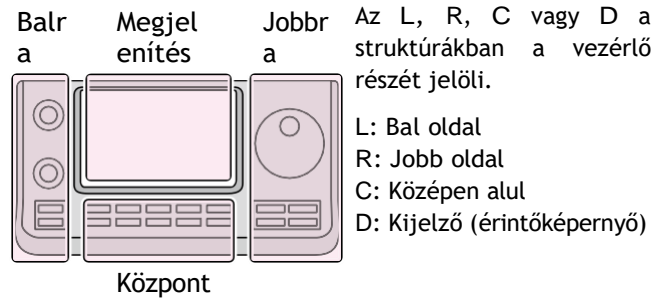 Balr
a
Megjel
enítés
Jobbr
a
Központ
Az L, R, C vagy D a
struktúrákban a vezérlő
részét jelöli.
L: Bal oldal
R: Jobb oldal
C: Középen alul
D: Kijelző (érintőképernyő)